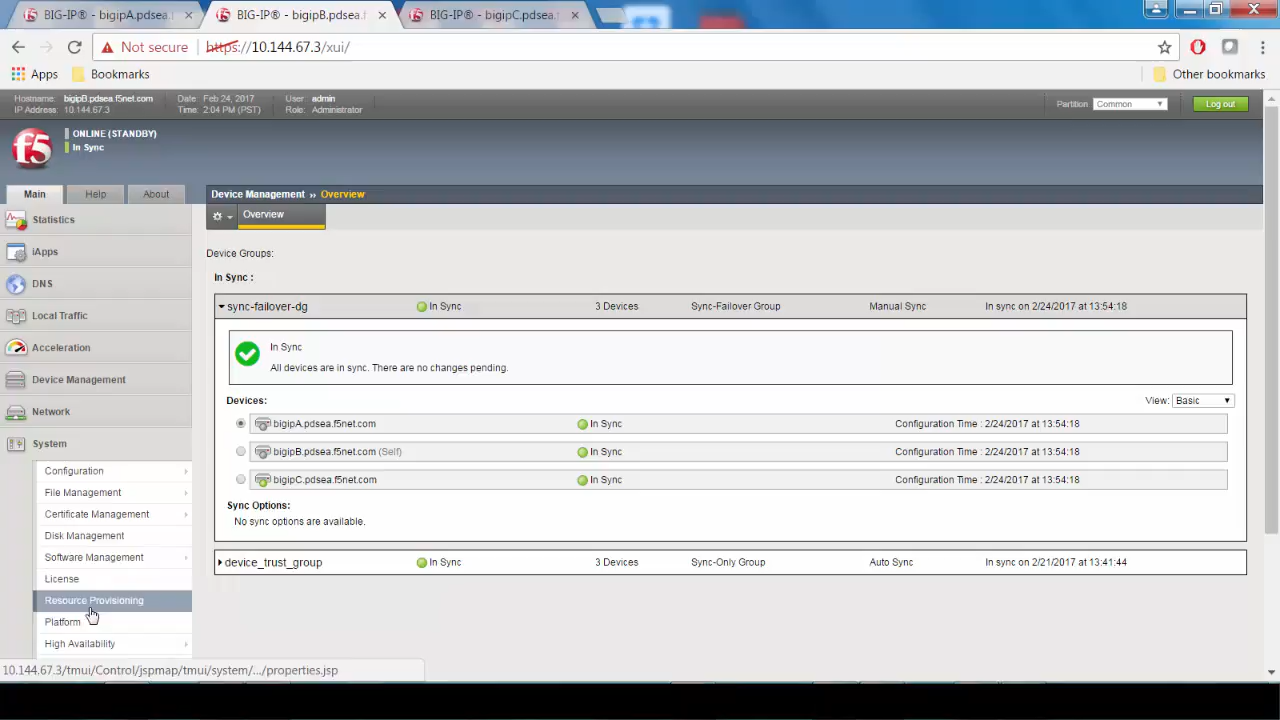 BIG-IP® - bigipA.pdsea.f
BIG-IP® - bigipB.pdsea.f
BIG-IP® - bigipC.pdsea.f
Not secure
https://10.144.67.3/xui/
Apps
Bookmarks
Other bookmarks
Hostname: bigipB.pdsea.f5net.com
IP Address: 10.144.67.3
Date: Feb 24, 2017
Time: 2:04 PM (PST)
User: admin
Role: Administrator
Partition: Common
Log out
f5
ONLINE (STANDBY)
In Sync
Main
Help
About
Statistics
iApps
DNS
Local Traffic
Acceleration
Device Management
Network
System
Configuration
File Management
Certificate Management
Disk Management
Software Management
License
Resource Provisioning
Platform
High Availability
Device Management ›› Overview
Overview
Device Groups:
In Sync :
sync-failover-dg In Sync 3 Devices Sync-Failover Group Manual Sync In sync on 2/24/2017 at 13:54:18
In Sync
All devices are in sync. There are no changes pending.
Devices:
View: Basic
bigipA.pdsea.f5net.com In Sync Configuration Time : 2/24/2017 at 13:54:18
bigipB.pdsea.f5net.com (Self) In Sync Configuration Time : 2/24/2017 at 13:54:18
bigipC.pdsea.f5net.com In Sync Configuration Time : 2/24/2017 at 13:54:18
Sync Options:
No sync options are available.
device_trust_group In Sync 3 Devices Sync-Only Group Auto Sync In sync on 2/21/2017 at 13:41:44
10.144.67.3/tmui/Control/jspmap/tmui/system/.../properties.jsp